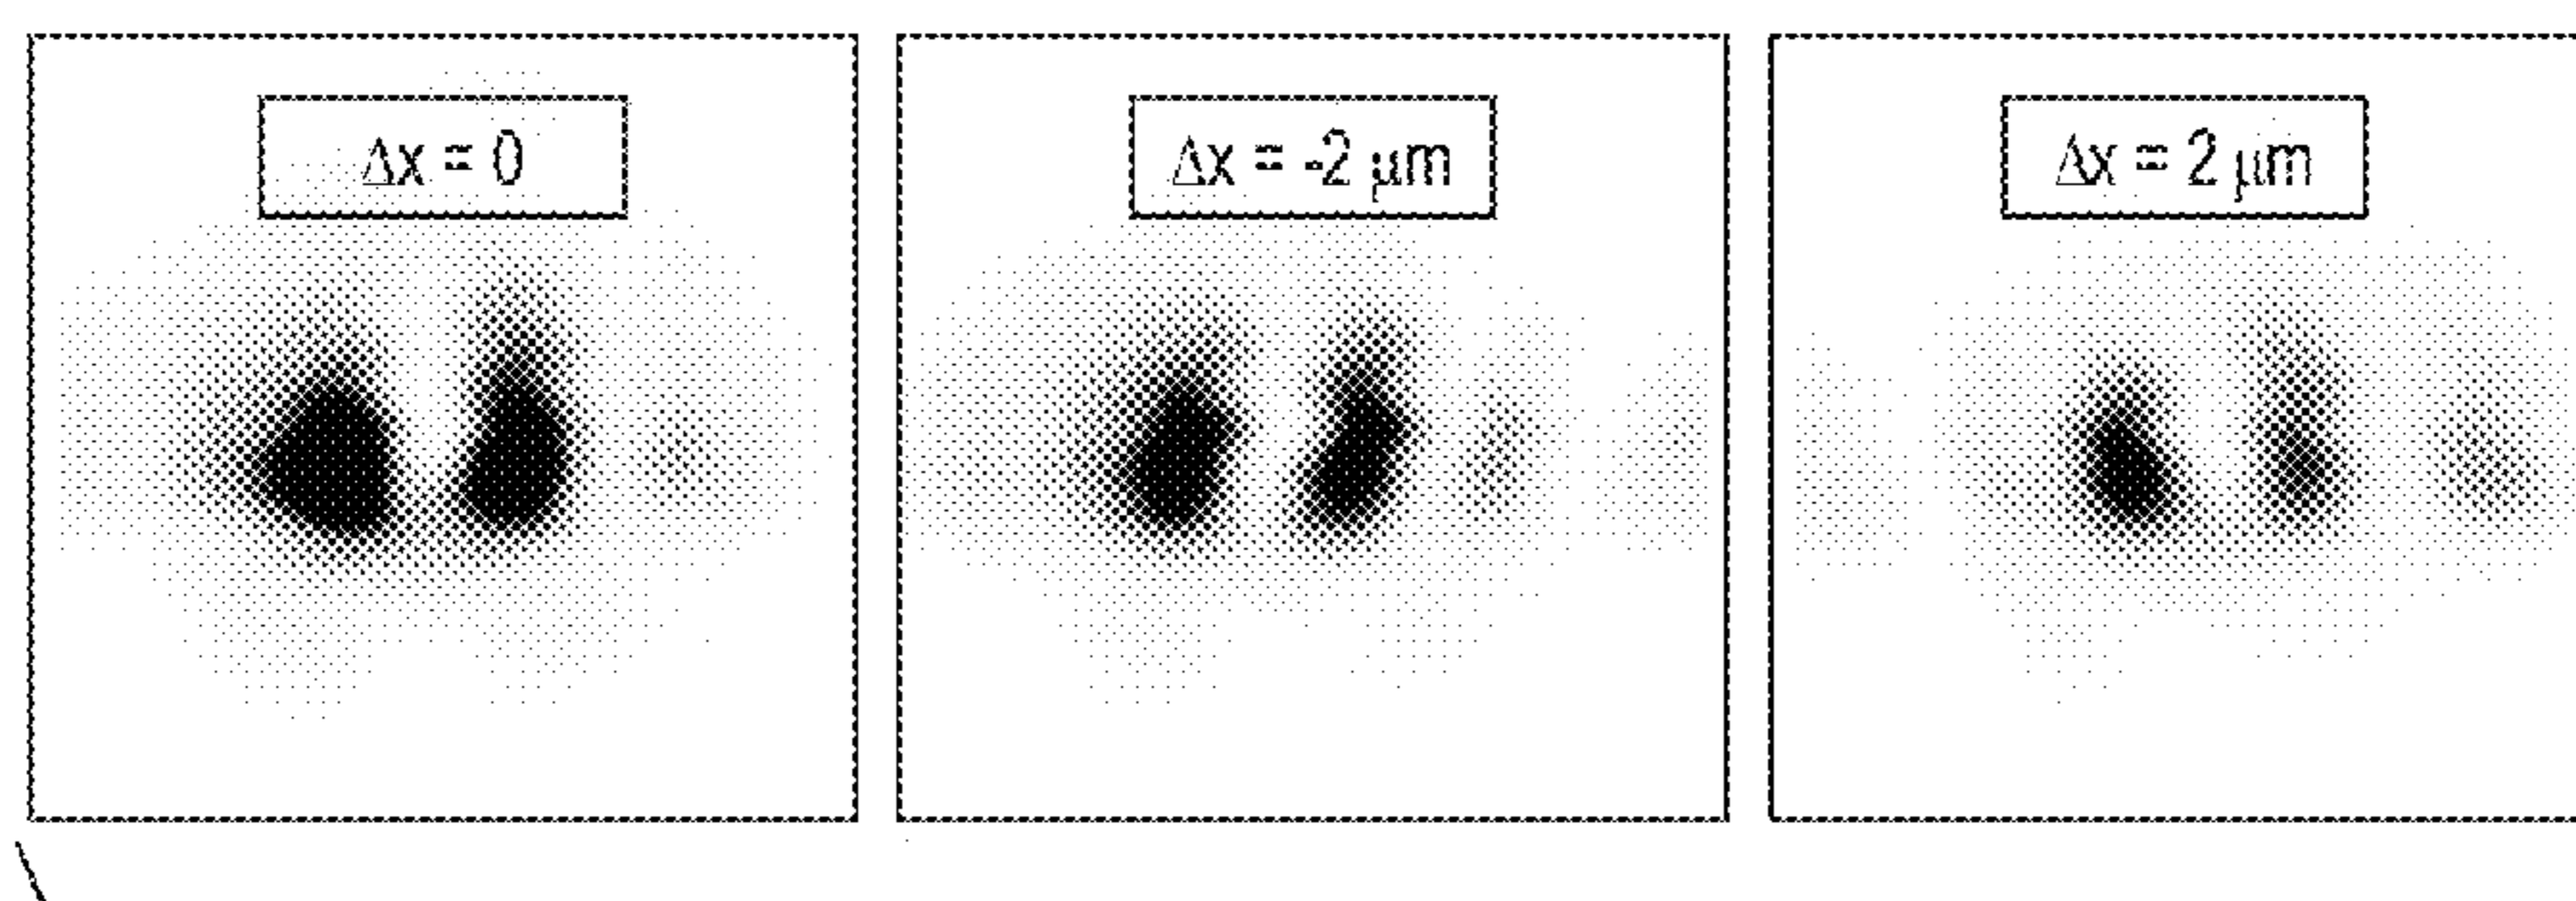 Δx = 0
Δx = -2 μm
Δx = 2 μm